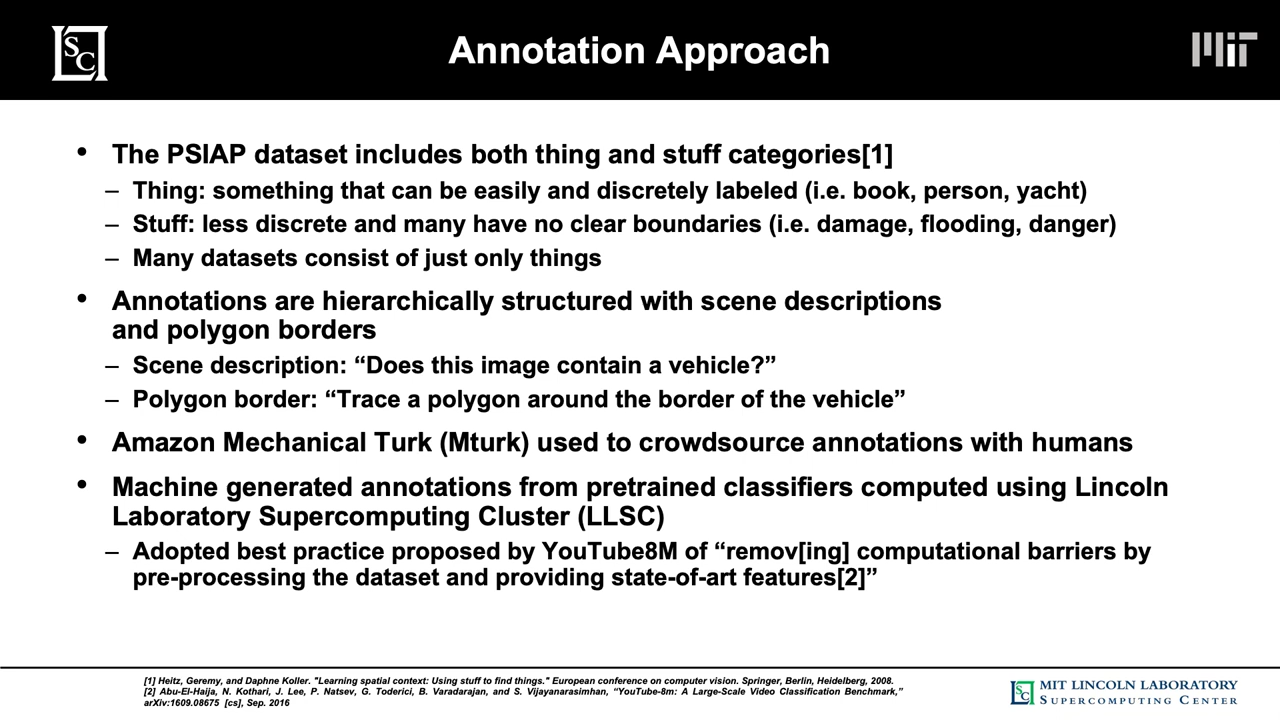 SC
Annotation Approach
MIT
• The PSIAP dataset includes both thing and stuff categories[1]
– Thing: something that can be easily and discretely labeled (i.e. book, person, yacht)
– Stuff: less discrete and many have no clear boundaries (i.e. damage, flooding, danger)
– Many datasets consist of just only things
• Annotations are hierarchically structured with scene descriptions
and polygon borders
– Scene description: “Does this image contain a vehicle?”
– Polygon border: “Trace a polygon around the border of the vehicle”
• Amazon Mechanical Turk (Mturk) used to crowdsource annotations with humans
• Machine generated annotations from pretrained classifiers computed using Lincoln
Laboratory Supercomputing Cluster (LLSC)
– Adopted best practice proposed by YouTube8M of “remov[ing] computational barriers by
pre-processing the dataset and providing state-of-art features[2]”
[1] Heitz, Geremy, and Daphne Koller. "Learning spatial context: Using stuff to find things." European conference on computer vision. Springer, Berlin, Heidelberg, 2008.
[2] Abu-El-Haija, N. Kothari, J. Lee, P. Natsev, G. Toderici, B. Varadarajan, and S. Vijayanarasimhan, “YouTube-8m: A Large-Scale Video Classification Benchmark,”
arXiv:1609.08675 [cs], Sep. 2016
SC
MIT LINCOLN LABORATORY
SUPERCOMPUTING CENTER